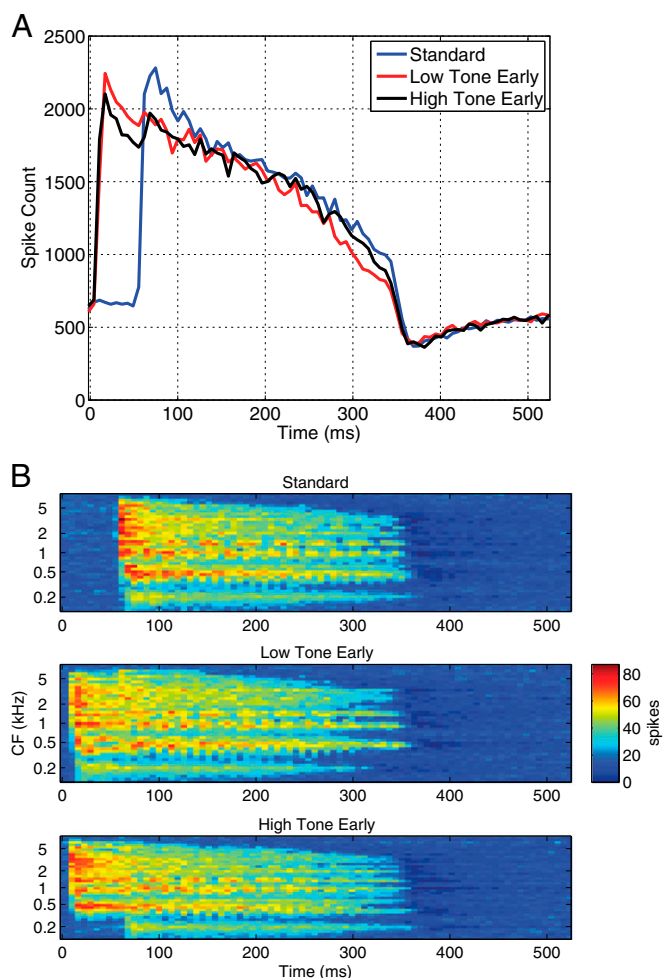 A
2500
2000
1500
1000
500
0
Spike Count
Standard
Low Tone Early
High Tone Early
0 100 200 300 400 500
Time (ms)
B
Standard
5
2
1
0.5
0.2
0 100 200 300 400 500
Low Tone Early
CF (kHz)
5
2
1
0.5
0.2
0 100 200 300 400 500
80
60
40
20
0
spikes
High Tone Early
5
2
1
0.5
0.2
0 100 200 300 400 500
Time (ms)